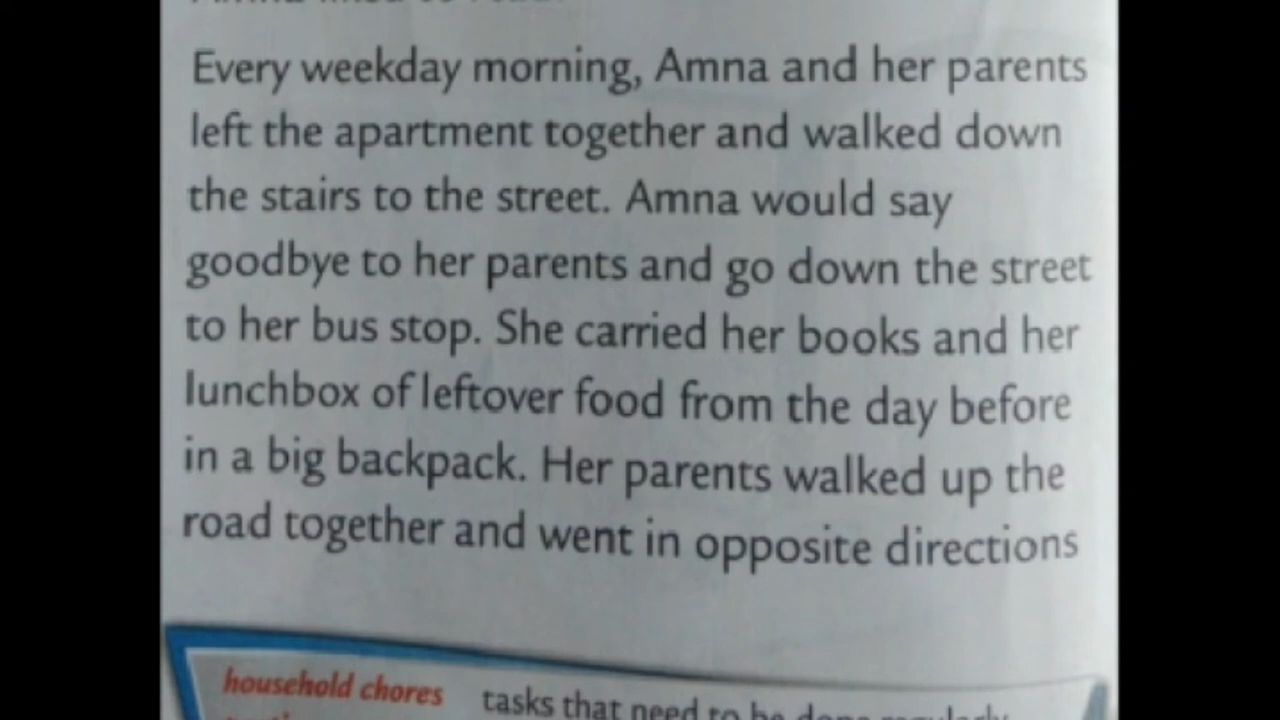 Every weekday morning, Amna and her parents
left the apartment together and walked down
the stairs to the street. Amna would say
goodbye to her parents and go down the street
to her bus stop. She carried her books and her
lunchbox of leftover food from the day before
in a big backpack. Her parents walked up the
road together and went in opposite directions
household chores tasks that need to be done regularly